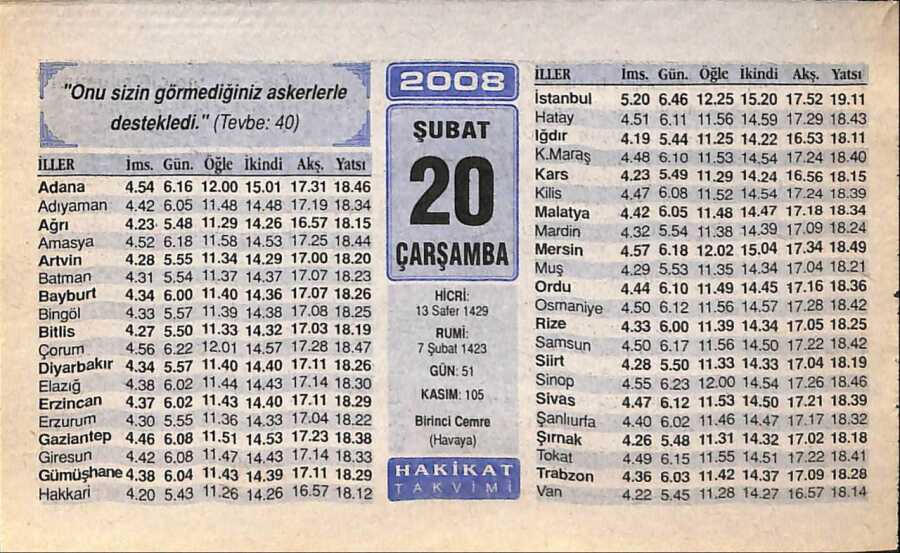 "Onu sizin görmediğiniz askerlerle
destekledi." (Tevbe: 40)
İLLER İms. Gün. Öğle İkindi Akş. Yatsı
Adana 4.54 6.16 12.00 15.01 17.31 18.46
Adıyaman 4.42 6.05 11.48 14.48 17.19 18.34
Ağrı 4.23 5.48 11.29 14.26 16.57 18.15
Amasya 4.52 6.18 11.58 14.53 17.25 18.44
Artvin 4.28 5.55 11.34 14.29 17.00 18.20
Batman 4.31 5.54 11.37 14.37 17.07 18.23
Bayburt 4.34 6.00 11.40 14.36 17.07 18.26
Bingöl 4.33 5.57 11.39 14.38 17.08 18.25
Bitlis 4.27 5.50 11.33 14.32 17.03 18.19
Çorum 4.56 6.22 12.01 14.57 17.28 18.47
Diyarbakır 4.34 5.57 11.40 14.40 17.11 18.26
Elazığ 4.38 6.02 11.44 14.43 17.14 18.30
Erzincan 4.37 6.02 11.43 14.40 17.11 18.29
Erzurum 4.30 5.55 11.36 14.33 17.04 18.22
Gaziantep 4.46 6.08 11.51 14.53 17.23 18.38
Giresun 4.42 6.08 11.47 14.43 17.14 18.33
Gümüşhane 4.38 6.04 11.43 14.39 17.11 18.29
Hakkari 4.20 5.43 11.26 14.26 16.57 18.12
2008
ŞUBAT
20
ÇARŞAMBA
HİCRİ:
13 Safer 1429
RUMİ:
7 Şubat 1423
GÜN: 51
KASIM: 105
Birinci Cemre
(Havaya)
HAKİKAT
TAKVİMİ
İLLER İms. Gün. Öğle İkindi Akş. Yatsı
İstanbul 5.20 6.46 12.25 15.20 17.52 19.11
Hatay 4.51 6.11 11.56 14.59 17.29 18.43
Iğdır 4.19 5.44 11.25 14.22 16.53 18.11
K.Maraş 4.48 6.10 11.53 14.54 17.24 18.40
Kars 4.23 5.49 11.29 14.24 16.56 18.15
Kilis 4.47 6.08 11.52 14.54 17.24 18.39
Malatya 4.42 6.05 11.48 14.47 17.18 18.34
Mardin 4.32 5.54 11.38 14.39 17.09 18.24
Mersin 4.57 6.18 12.02 15.04 17.34 18.49
Muş 4.29 5.53 11.35 14.34 17.04 18.21
Ordu 4.44 6.10 11.49 14.45 17.16 18.36
Osmaniye 4.50 6.12 11.56 14.57 17.28 18.42
Rize 4.33 6.00 11.39 14.34 17.05 18.25
Samsun 4.50 6.17 11.56 14.50 17.22 18.42
Siirt 4.28 5.50 11.33 14.33 17.04 18.19
Sinop 4.55 6.23 12.00 14.54 17.26 18.46
Sivas 4.47 6.12 11.53 14.50 17.21 18.39
Şanlıurfa 4.40 6.02 11.46 14.47 17.17 18.32
Şırnak 4.26 5.48 11.31 14.32 17.02 18.18
Tokat 4.49 6.15 11.55 14.51 17.22 18.41
Trabzon 4.36 6.03 11.42 14.37 17.09 18.28
Van 4.22 5.45 11.28 14.27 16.57 18.14